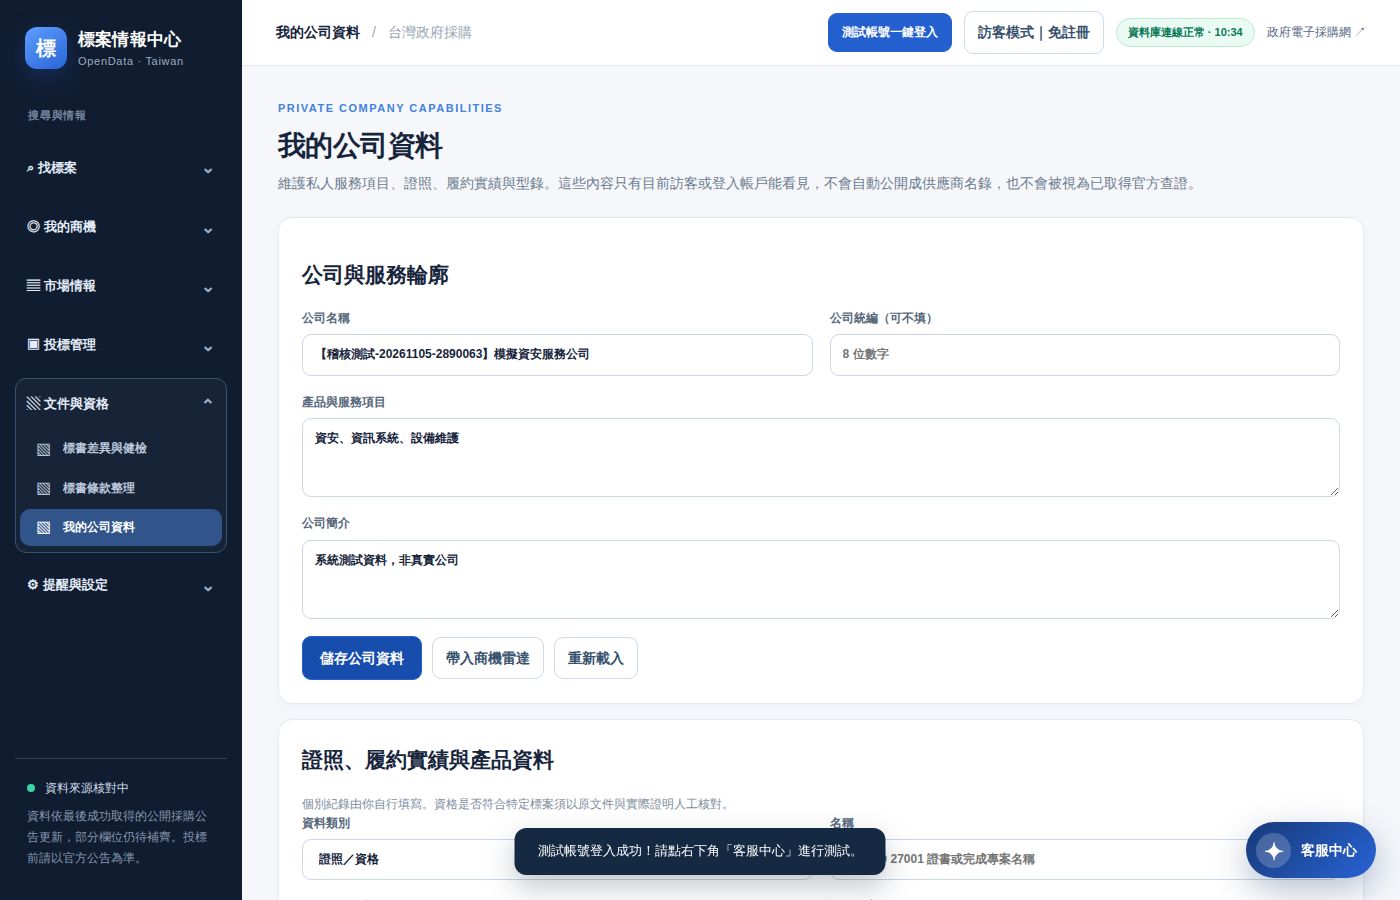 標
標案情報中心
OpenData · Taiwan
搜尋與情報
找標案
我的商機
市場情報
投標管理
文件與資格
標書差異與健檢
標書條款整理
我的公司資料
提醒與設定
資料來源核對中
資料依最後成功取得的公開採購公
告更新，部分欄位仍待補齊。投標
前請以官方公告為準。
我的公司資料 / 台灣政府採購
測試帳號一鍵登入
訪客模式｜免註冊
資料庫連線正常 · 10:34
政府電子採購網 ↗
PRIVATE COMPANY CAPABILITIES
我的公司資料
維護私人服務項目、證照、履約實績與型錄。這些內容只有目前訪客或登入帳戶能看見，不會自動公開成供應商名錄，也不會被視為已取得官方查證。
公司與服務輪廓
公司名稱
公司統編（可不填）
【稽核測試-20261105-2890063】模擬資安服務公司
8 位數字
產品與服務項目
資安、資訊系統、設備維護
公司簡介
系統測試資料，非真實公司
儲存公司資料
帶入商機雷達
重新載入
證照、履約實績與產品資料
個別紀錄由你自行填寫。資格是否符合特定標案須以原文件與實際證明人工核對。
資料類別
名稱
證照／資格
27001 證書或完成專案名稱
測試帳號登入成功！請點右下角「客服中心」進行測試。
客服中心